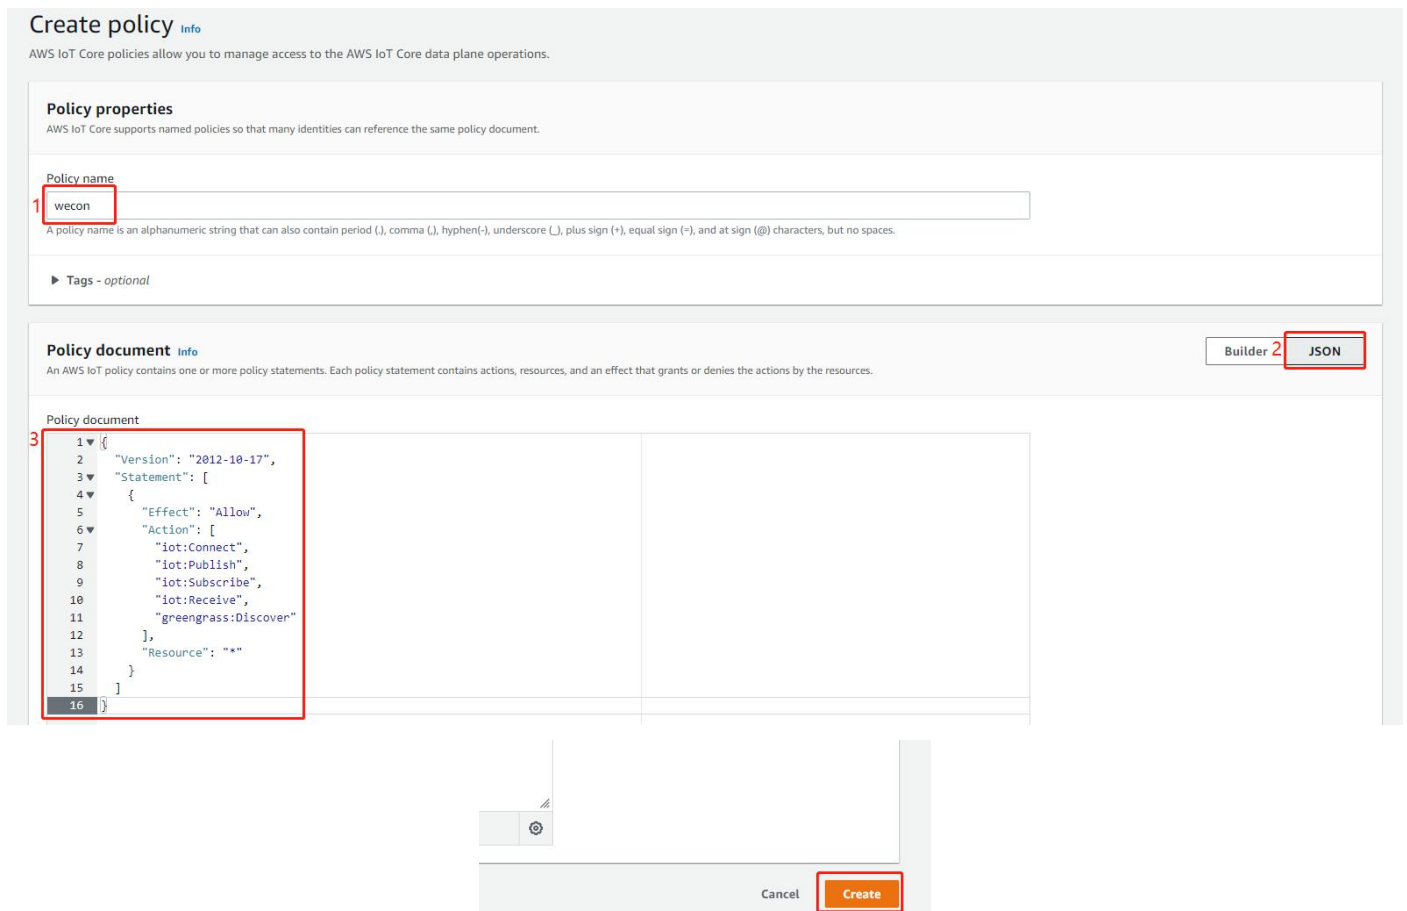 Create policy Info
AWS IoT Core policies allow you to manage access to the AWS IoT Core data plane operations.
Policy properties
AWS IoT Core supports named policies so that many identities can reference the same policy document.
Policy name
1 wecon
A policy name is an alphanumeric string that can also contain period (.), comma (,), hyphen(-), underscore (_), plus sign (+), equal sign (=), and at sign (@) characters, but no spaces.
Tags - optional
Policy document Info
Builder 2 JSON
An AWS IoT policy contains one or more policy statements. Each policy statement contains actions, resources, and an effect that grants or denies the actions by the resources.
Policy document
3
1 {
2 "Version": "2012-10-17",
3 "Statement": [
4 {
5 "Effect": "Allow",
6 "Action": [
7 "iot:Connect",
8 "iot:Publish",
9 "iot:Subscribe",
10 "iot:Receive",
11 "greengrass:Discover"
12 ],
13 "Resource": "*"
14 }
15 ]
16 }
Cancel Create